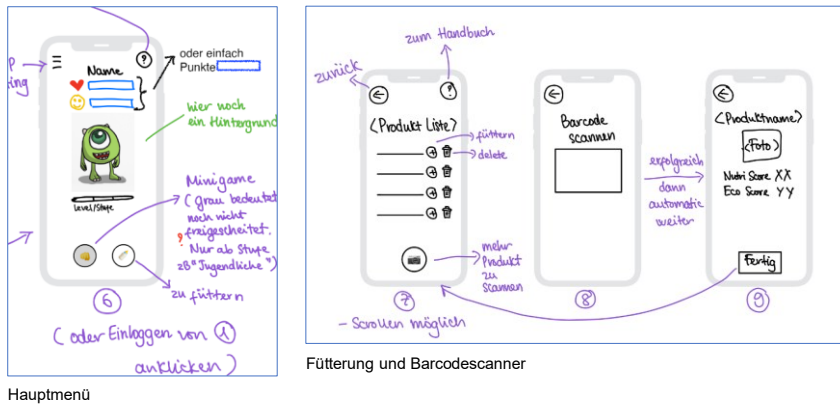 P
ing
?
oder einfach
Punkte
Name
hier noch
ein Hintergrund
Level/Stufe
Minigame
(grau bedeutet
noch nicht
freigescheitet.
? Nur ab Stufe
zB "Jugendliche")
zu füttern
6
(oder Einloggen von 1
anklicken)
Hauptmenü
zum Handbuch
zurück
?
<Produkt Liste>
füttern
delete
mehr
Produkt
zu
scannen
7
- Scrollen möglich
Barcode
scannen
8
erfolgreich
dann
automatic
weiter
<Produktname>
<Foto>
Nutri Score XX
Eco Score YY
Fertig
9
Fütterung und Barcodescanner